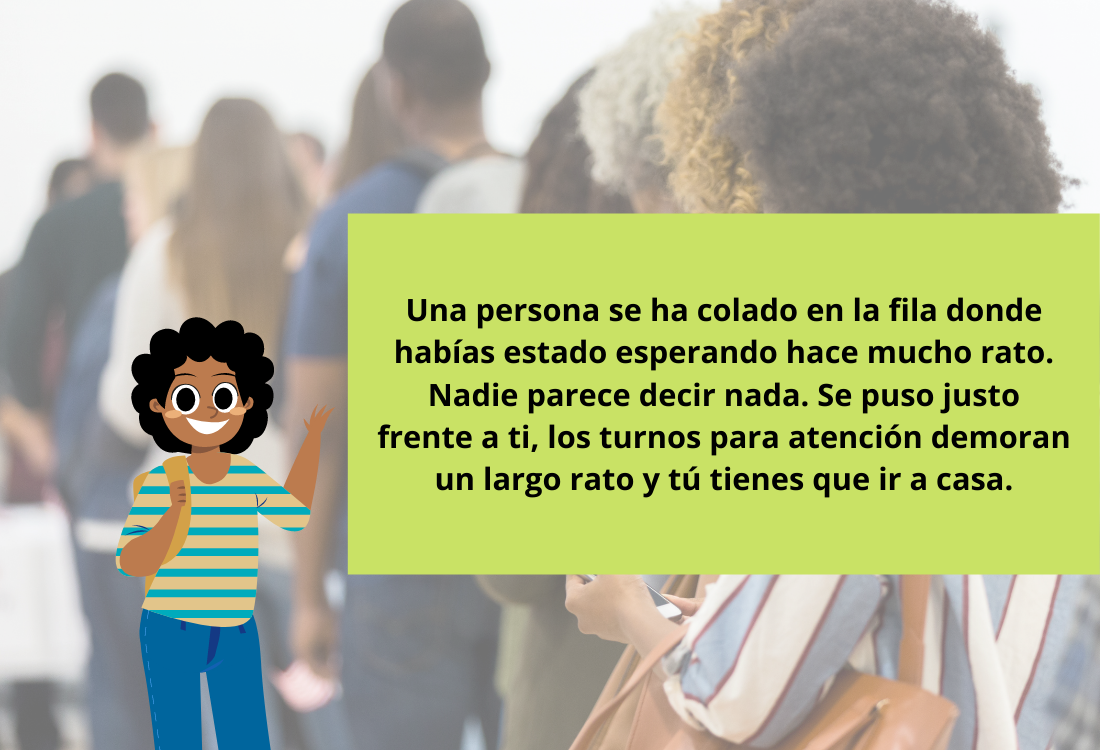 Una persona se ha colado en la fila donde
habías estado esperando hace mucho rato.
Nadie parece decir nada. Se puso justo
frente a ti, los turnos para atención demoran
un largo rato y tú tienes que ir a casa.